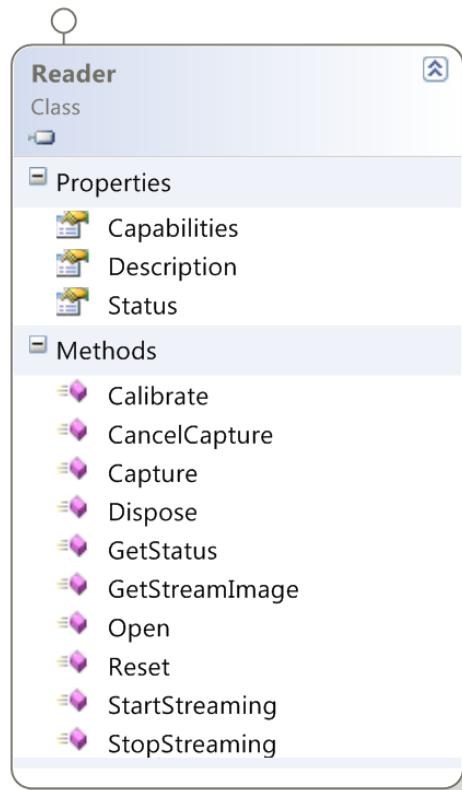 Reader
Class
Properties
Capabilities
Description
Status
Methods
Calibrate
CancelCapture
Capture
Dispose
GetStatus
GetStreamImage
Open
Reset
StartStreaming
StopStreaming